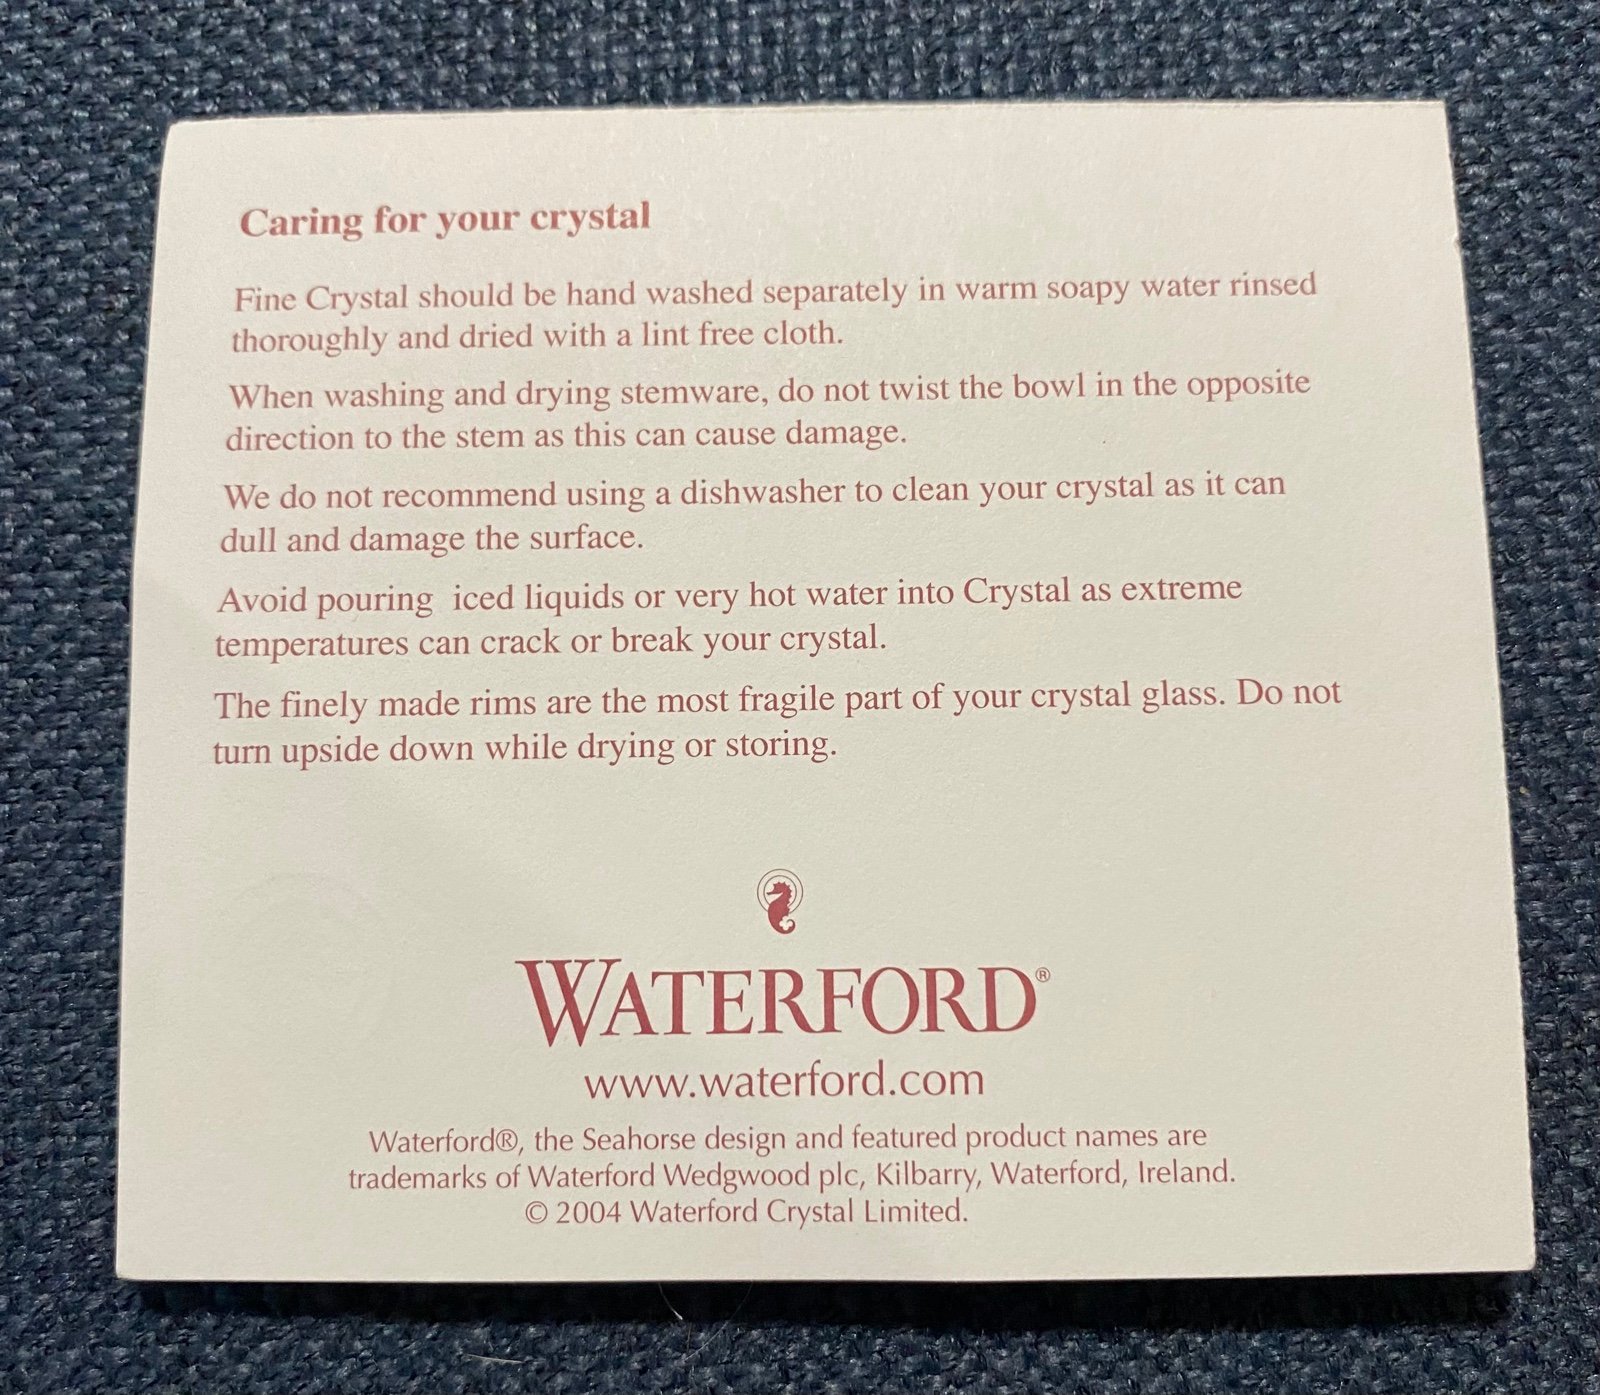 Caring for your crystal
Fine Crystal should be hand washed separately in warm soapy water rinsed
thoroughly and dried with a lint free cloth.
When washing and drying stemware, do not twist the bowl in the opposite
direction to the stem as this can cause damage.
We do not recommend using a dishwasher to clean your crystal as it can
dull and damage the surface.
Avoid pouring  iced liquids or very hot water into Crystal as extreme
temperatures can crack or break your crystal.
The finely made rims are the most fragile part of your crystal glass. Do not
turn upside down while drying or storing.
WATERFORD®
www.waterford.com
Waterford®, the Seahorse design and featured product names are
trademarks of Waterford Wedgwood plc, Kilbarry, Waterford, Ireland.
© 2004 Waterford Crystal Limited.